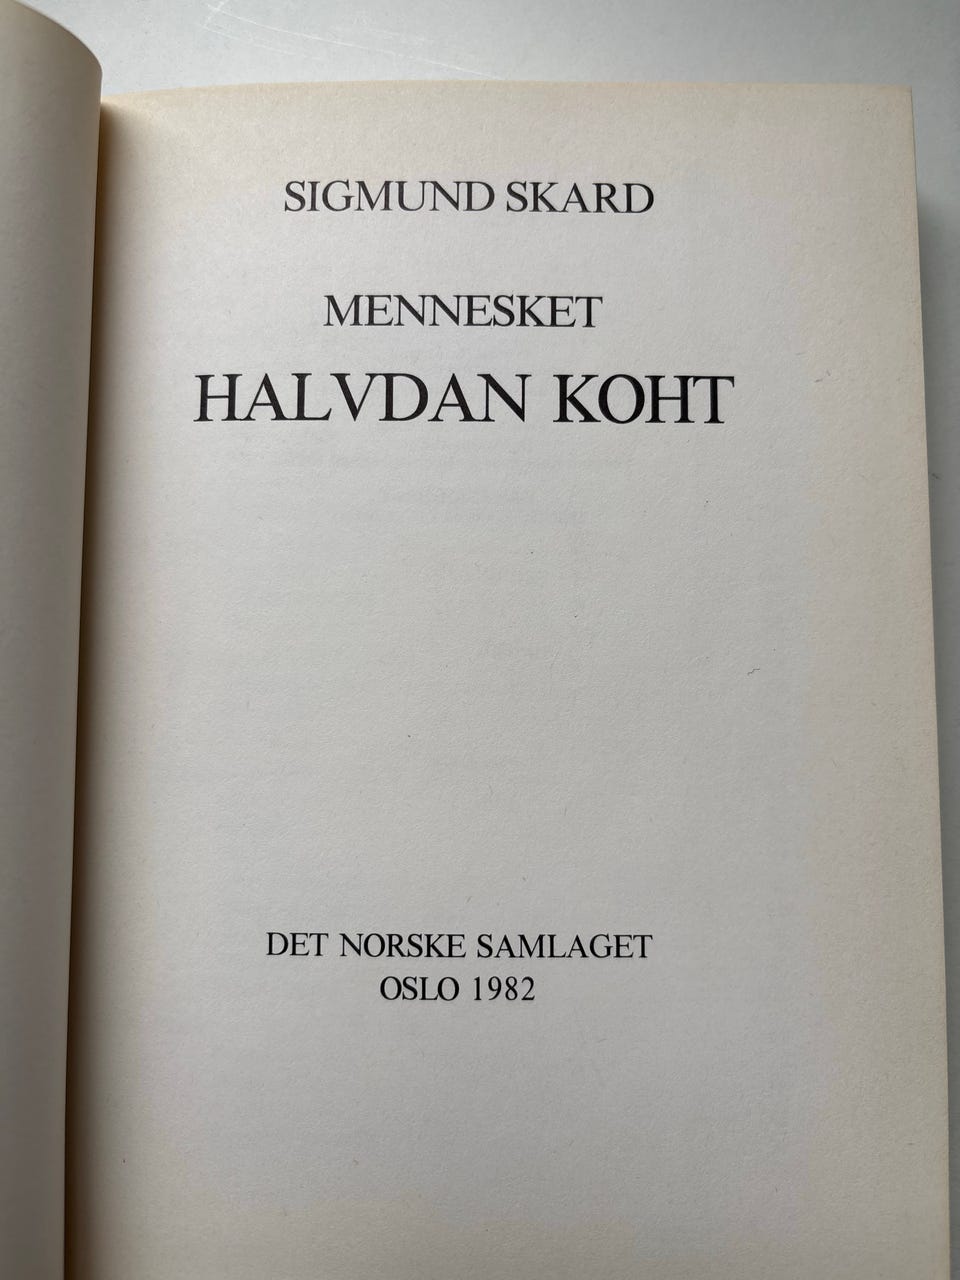 SIGMUND SKARD
MENNESKET
HALVDAN KOHT
DET NORSKE SAMLAGET
OSLO 1982